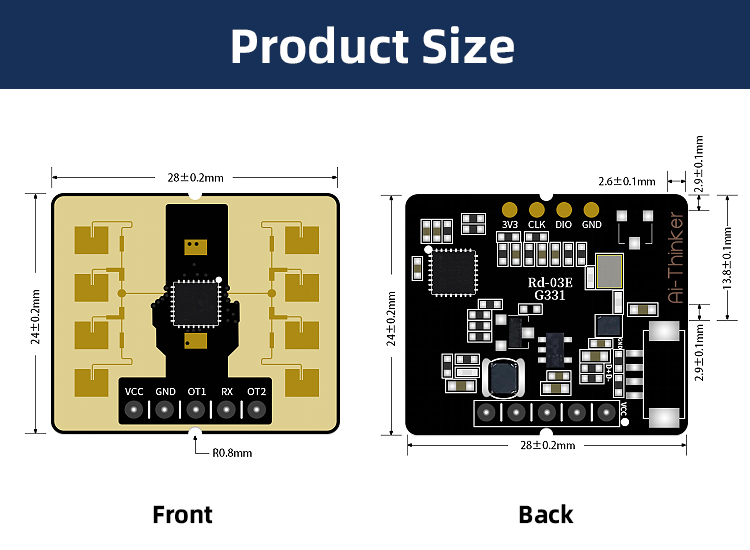 Product Size
28±0.2mm
24±0.2mm
VCC GND OT1 RX OT2
R0.8mm
Front
2.6±0.1mm
2.9±0.1mm
3V3 CLK DIO GND
Ai-Thinker
Rd-03E
G331
13.8±0.1mm
24±0.2mm
2.9±0.1mm
GND
D+D-
VCC
28±0.2mm
Back